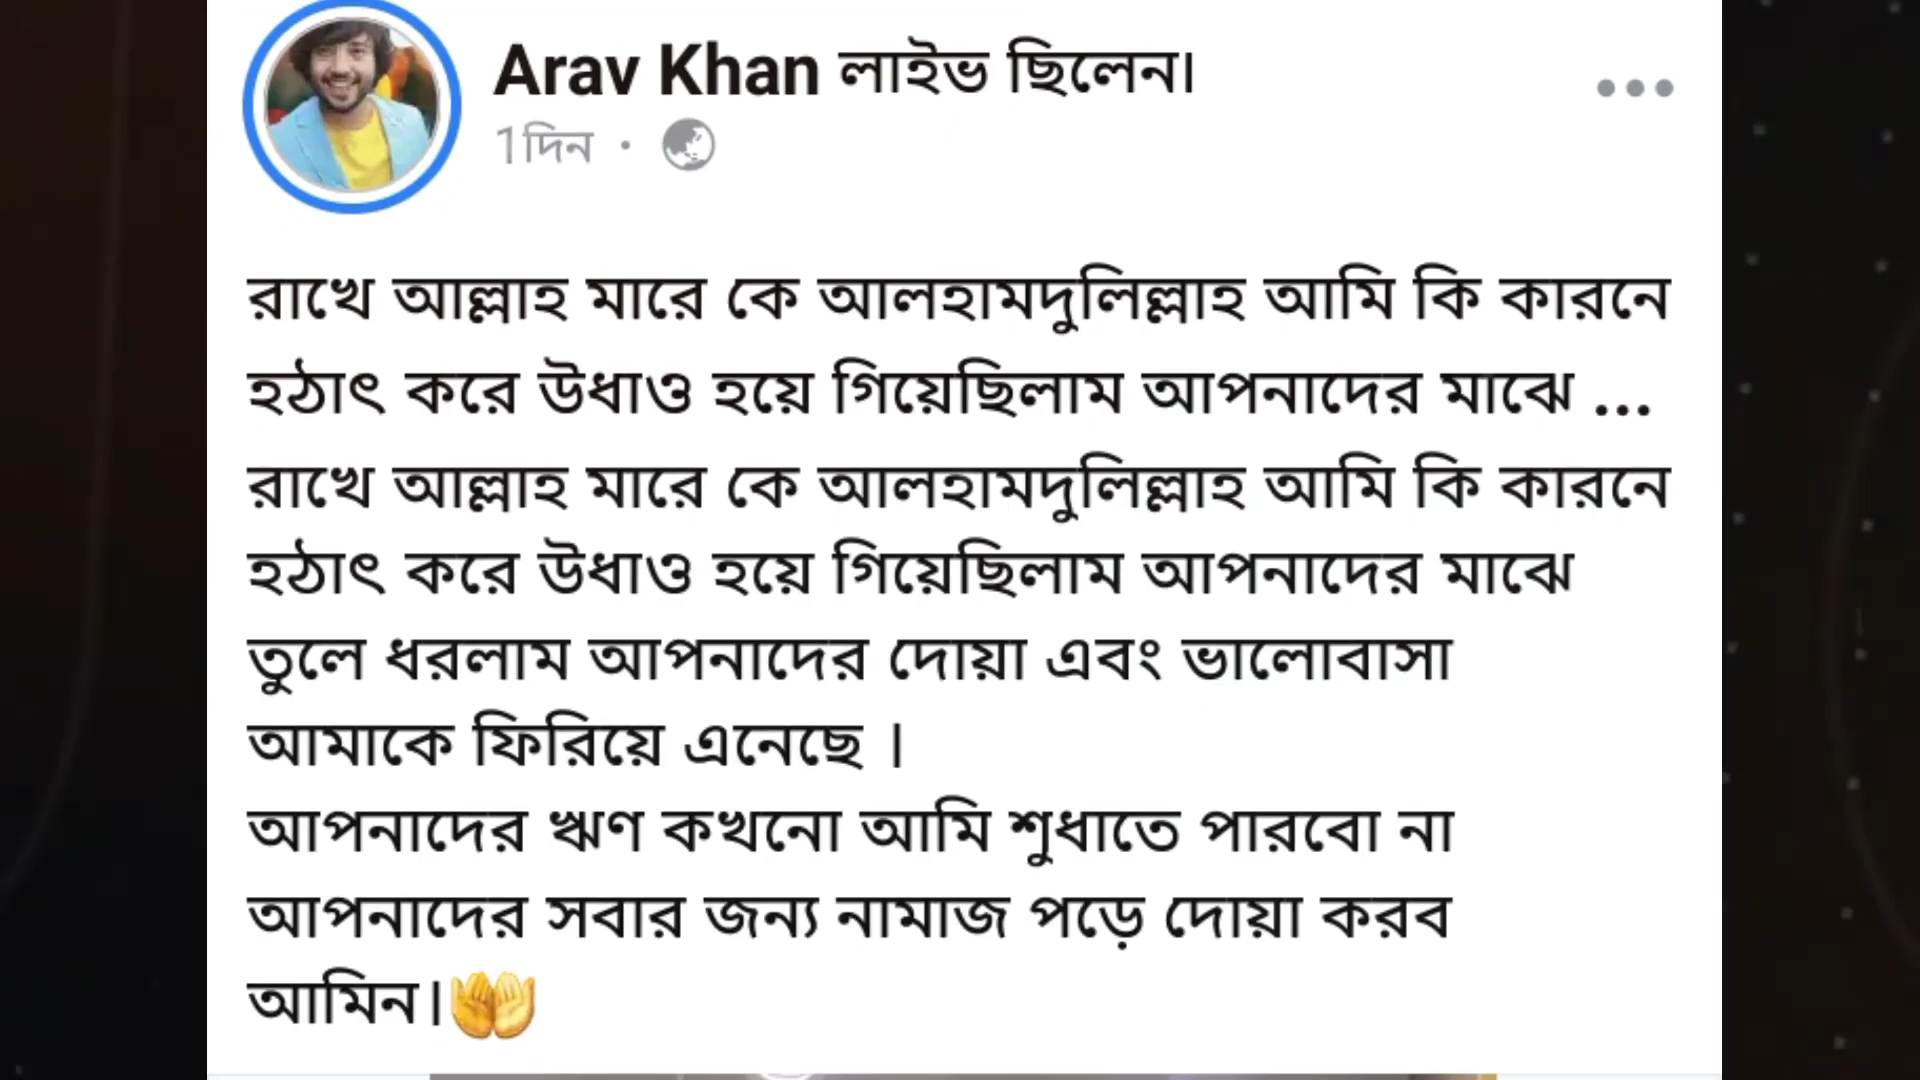 Arav Khan লাইভ ছিলেন।
1দিন ·
রাখে আল্লাহ মারে কে আলহামদুলিল্লাহ আমি কি কারনে
হঠাৎ করে উধাও হয়ে গিয়েছিলাম আপনাদের মাঝে ...
রাখে আল্লাহ মারে কে আলহামদুলিল্লাহ আমি কি কারনে
হঠাৎ করে উধাও হয়ে গিয়েছিলাম আপনাদের মাঝে
তুলে ধরলাম আপনাদের দোয়া এবং ভালোবাসা
আমাকে ফিরিয়ে এনেছে ।
আপনাদের ঋণ কখনো আমি শুধাতে পারবো না
আপনাদের সবার জন্য নামাজ পড়ে দোয়া করব
আমিন।🤲